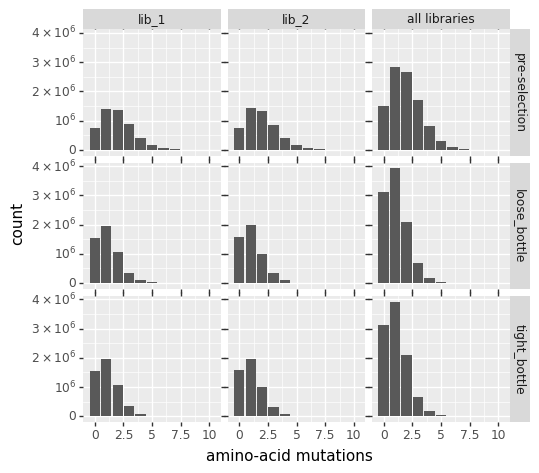 lib_1 lib_2 all libraries
4 × 10⁶
3 × 10⁶
2 × 10⁶
10⁶
0
pre-selection
4 × 10⁶
3 × 10⁶
2 × 10⁶
10⁶
0
loose_bottle
4 × 10⁶
3 × 10⁶
2 × 10⁶
10⁶
0
tight_bottle
count
0 2.5 5 7.5 10 0 2.5 5 7.5 10 0 2.5 5 7.5 10
amino-acid mutations